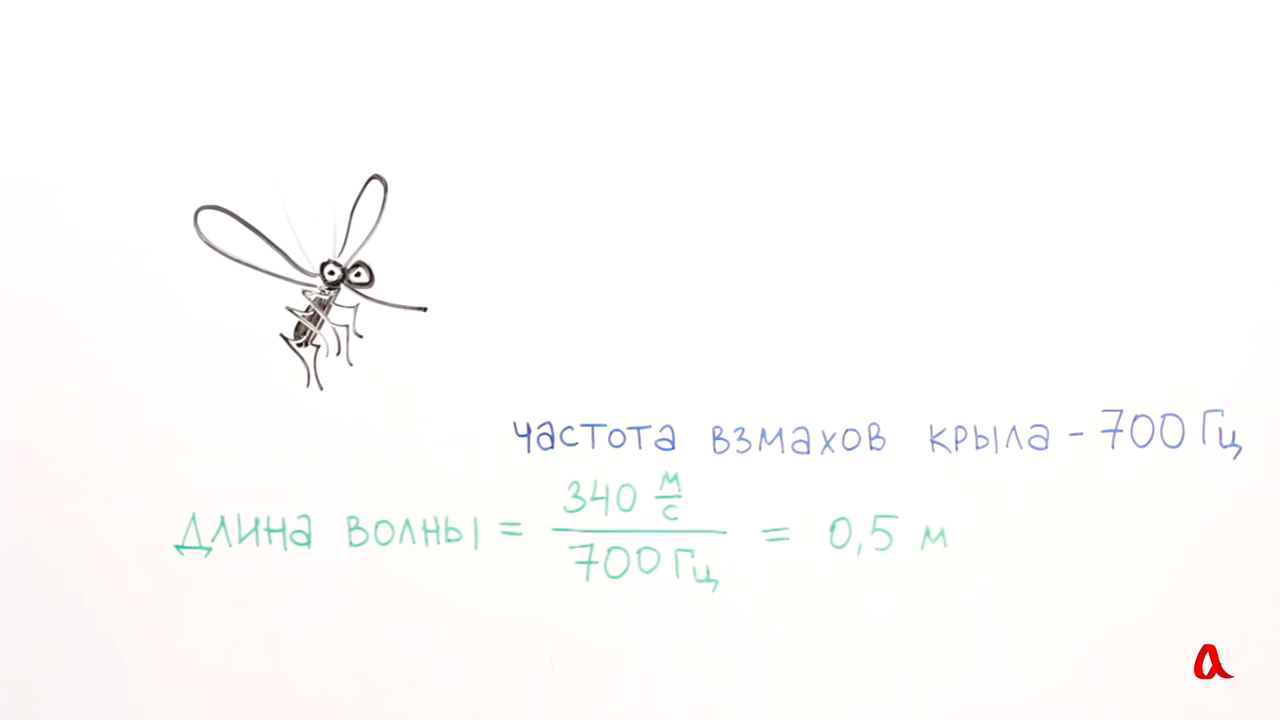 частота взмахов крыла - 700 Гц
длина волны = 340 м/с / 700 Гц = 0,5 м
a